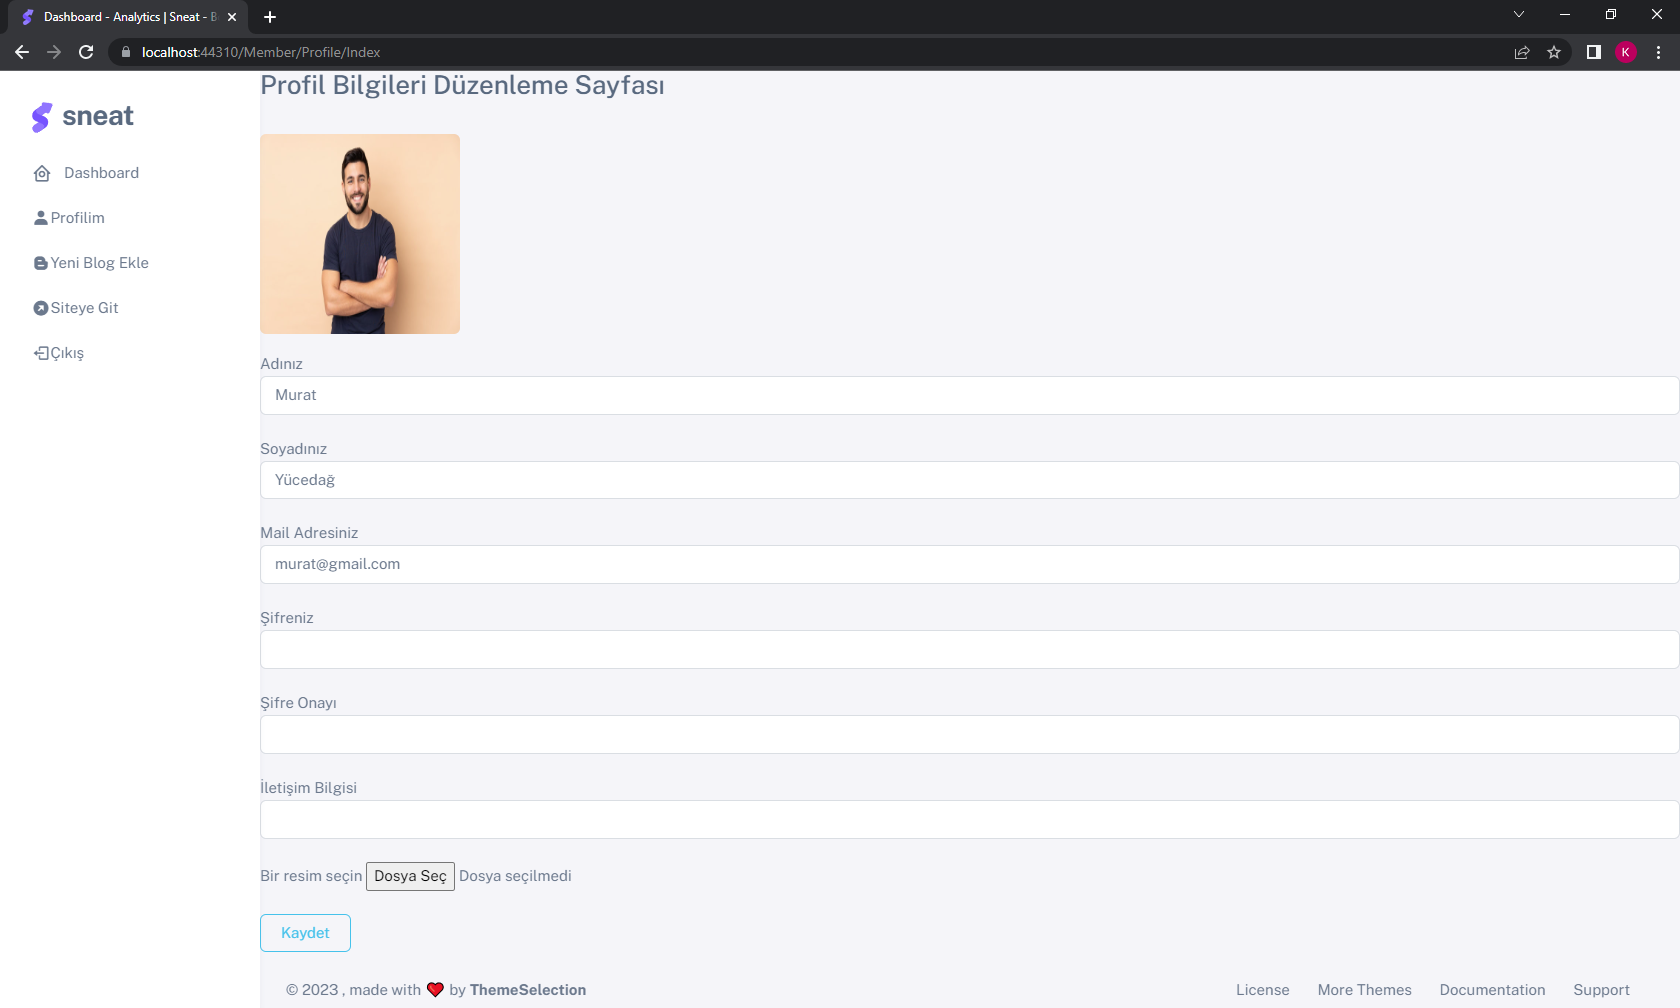 Dashboard - Analytics | Sneat - B
localhost:44310/Member/Profile/Index
K
sneat
Dashboard
Profilim
Yeni Blog Ekle
Siteye Git
Çıkış
Profil Bilgileri Düzenleme Sayfası
Adınız
Murat
Soyadınız
Yücedağ
Mail Adresiniz
murat@gmail.com
Şifreniz
Şifre Onayı
İletişim Bilgisi
Bir resim seçin Dosya Seç Dosya seçilmedi
Kaydet
© 2023 , made with ❤️ by ThemeSelection
License More Themes Documentation Support